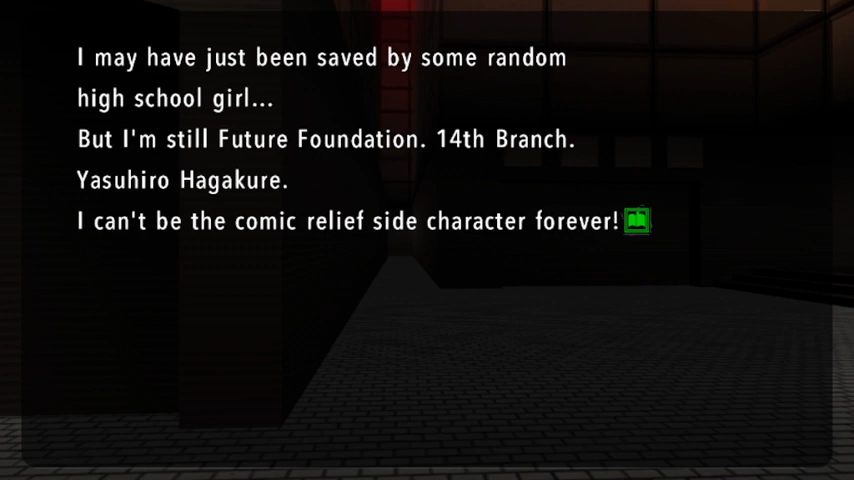 I may have just been saved by some random
high school girl...
But I'm still Future Foundation. 14th Branch.
Yasuhiro Hagakure.
I can't be the comic relief side character forever!